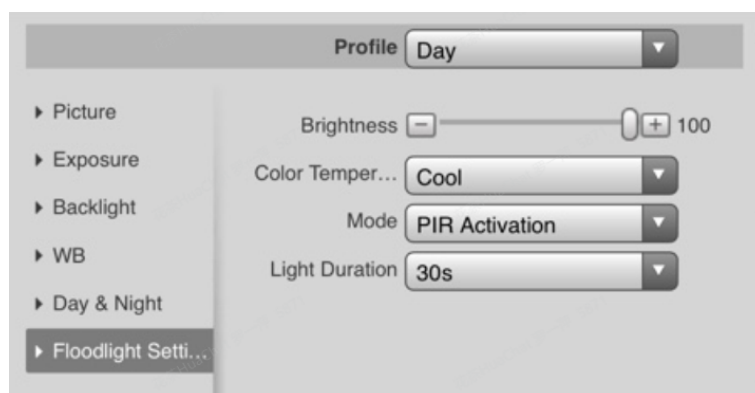 Profile Day
Picture
Exposure
Backlight
WB
Day & Night
Floodlight Setti...
Brightness 100
Color Temper... Cool
Mode PIR Activation
Light Duration 30s